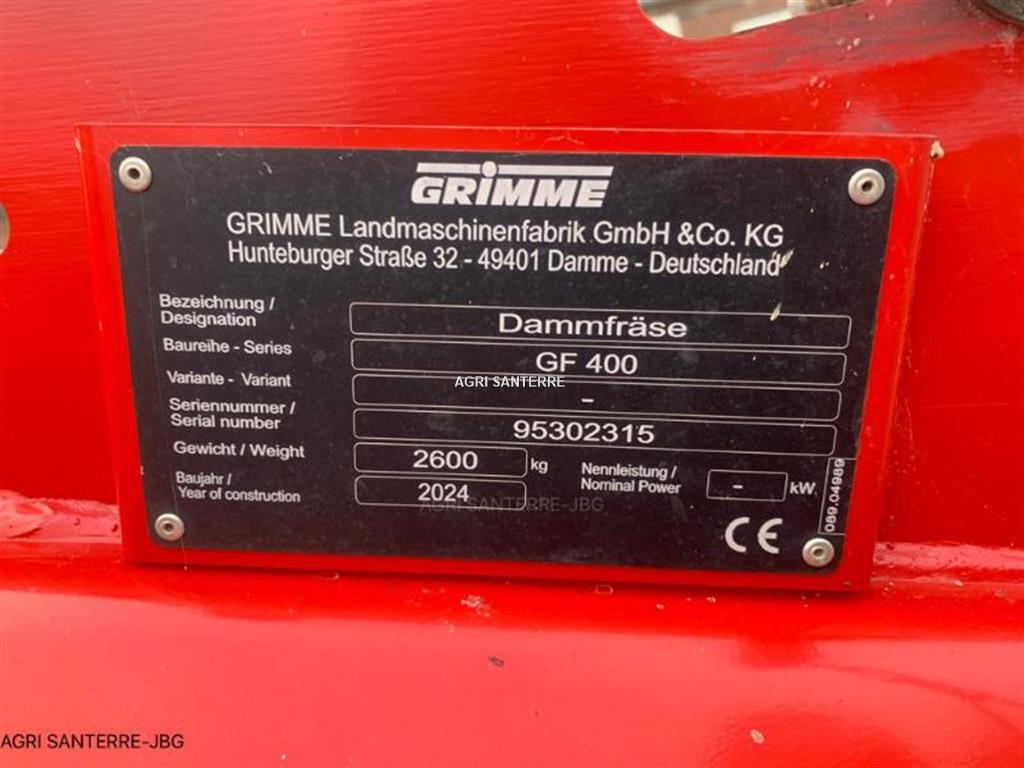 GRIMME
GRIMME Landmaschinenfabrik GmbH &Co. KG
Hunteburger Straße 32 - 49401 Damme - Deutschland
Bezeichnung /
Designation
Dammfräse
Baureihe - Series
GF 400
AGRI SANTERRE
Variante - Variant
-
Seriennummer /
Serial number
95302315
Gewicht / Weight
2600 kg
Nennleistung /
Nominal Power
- kW
Baujahr /
Year of construction
2024
AGRI SANTERRE-JBG
089.04989
CE
AGRI SANTERRE-JBG